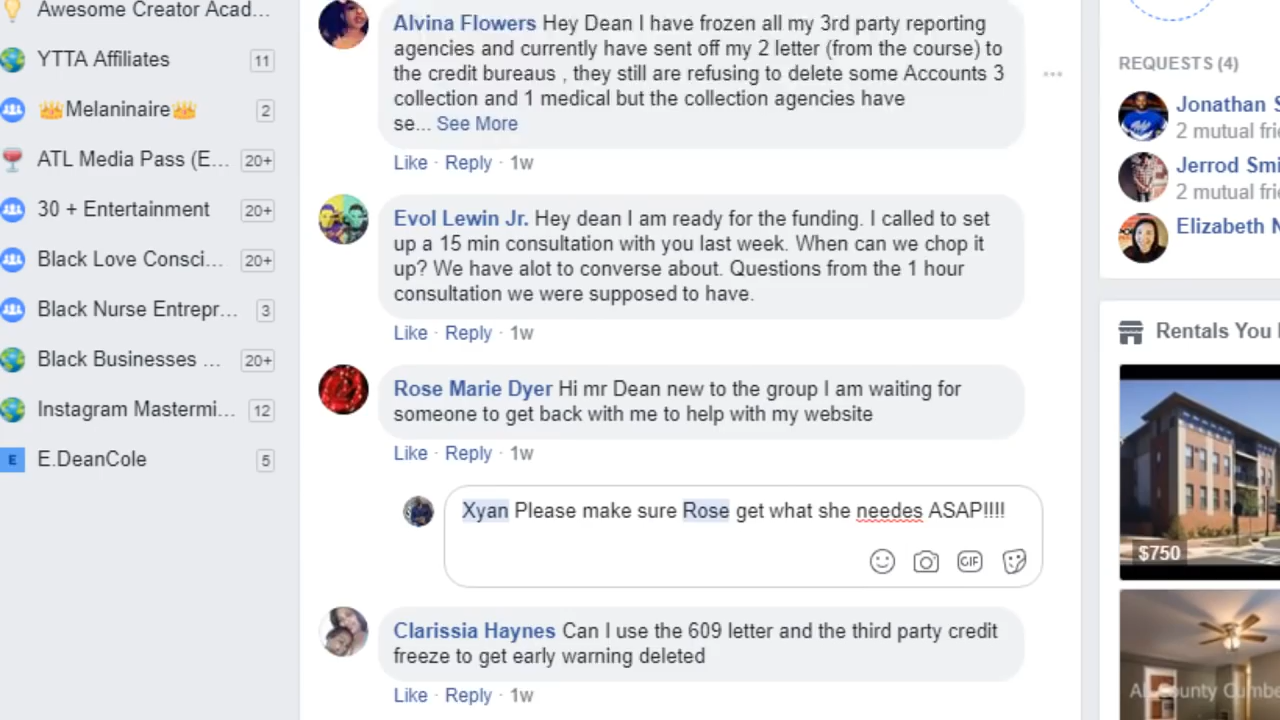 Awesome Creator Acad...
YTTA Affiliates 11
👑Melaninaire👑 2
ATL Media Pass (E... 20+
30 + Entertainment 20+
Black Love Consci... 20+
Black Nurse Entrepr... 3
Black Businesses ... 20+
Instagram Mastermi... 12
E E.DeanCole 5
Alvina Flowers Hey Dean I have frozen all my 3rd party reporting
agencies and currently have sent off my 2 letter (from the course) to
the credit bureaus , they still are refusing to delete some Accounts 3
collection and 1 medical but the collection agencies have
se... See More
Like · Reply · 1w
Evol Lewin Jr. Hey dean I am ready for the funding. I called to set
up a 15 min consultation with you last week. When can we chop it
up? We have alot to converse about. Questions from the 1 hour
consultation we were supposed to have.
Like · Reply · 1w
Rose Marie Dyer Hi mr Dean new to the group I am waiting for
someone to get back with me to help with my website
Like · Reply · 1w
Xyan Please make sure Rose get what she needes ASAP!!!!
GIF
Clarissia Haynes Can I use the 609 letter and the third party credit
freeze to get early warning deleted
Like · Reply · 1w
REQUESTS (4)
Jonathan S
2 mutual frie
Jerrod Smi
2 mutual frie
Elizabeth N
Rentals You
$750
County Cumbe